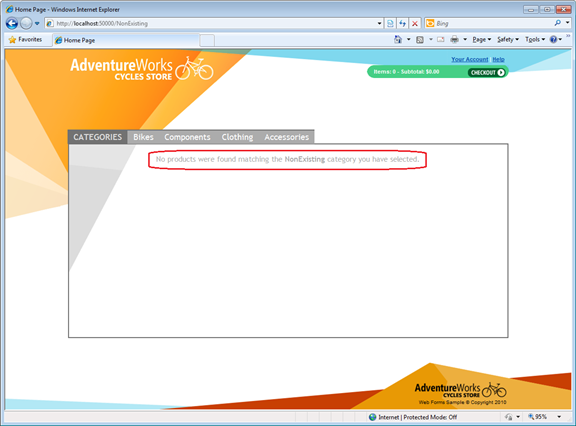 Home Page - Windows Internet Explorer
http://localhost:50000/NonExisting
Bing
Favorites
Home Page
Page
Safety
Tools
AdventureWorks
CYCLES STORE
Your Account
Help
Items: 0 - Subtotal: $0.00
CHECKOUT
CATEGORIES
Bikes
Components
Clothing
Accessories
No products were found matching the NonExisting category you have selected.
AdventureWorks
CYCLES STORE
Web Forms Sample © Copyright 2010
Internet | Protected Mode: Off
95%